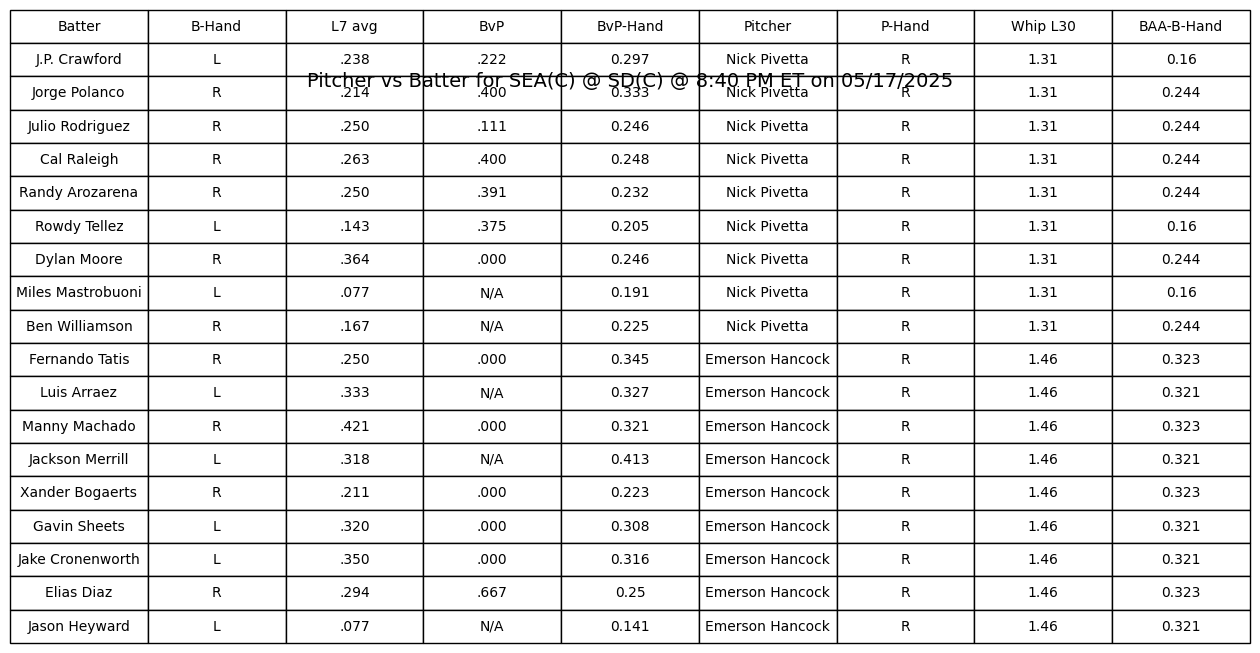 Batter B-Hand L7 avg BvP BvP-Hand Pitcher P-Hand Whip L30 BAA-B-Hand
J.P. Crawford L .238 .222 0.297 Nick Pivetta R 1.31 0.16
Pitcher vs Batter for SEA(C) @ SD(C) @ 8:40 PM ET on 05/17/2025
Jorge Polanco R .214 .400 0.333 Nick Pivetta R 1.31 0.244
Julio Rodriguez R .250 .111 0.246 Nick Pivetta R 1.31 0.244
Cal Raleigh R .263 .400 0.248 Nick Pivetta R 1.31 0.244
Randy Arozarena R .250 .391 0.232 Nick Pivetta R 1.31 0.244
Rowdy Tellez L .143 .375 0.205 Nick Pivetta R 1.31 0.16
Dylan Moore R .364 .000 0.246 Nick Pivetta R 1.31 0.244
Miles Mastrobuoni L .077 N/A 0.191 Nick Pivetta R 1.31 0.16
Ben Williamson R .167 N/A 0.225 Nick Pivetta R 1.31 0.244
Fernando Tatis R .250 .000 0.345 Emerson Hancock R 1.46 0.323
Luis Arraez L .333 N/A 0.327 Emerson Hancock R 1.46 0.321
Manny Machado R .421 .000 0.321 Emerson Hancock R 1.46 0.323
Jackson Merrill L .318 N/A 0.413 Emerson Hancock R 1.46 0.321
Xander Bogaerts R .211 .000 0.223 Emerson Hancock R 1.46 0.323
Gavin Sheets L .320 .000 0.308 Emerson Hancock R 1.46 0.321
Jake Cronenworth L .350 .000 0.316 Emerson Hancock R 1.46 0.321
Elias Diaz R .294 .667 0.25 Emerson Hancock R 1.46 0.323
Jason Heyward L .077 N/A 0.141 Emerson Hancock R 1.46 0.321